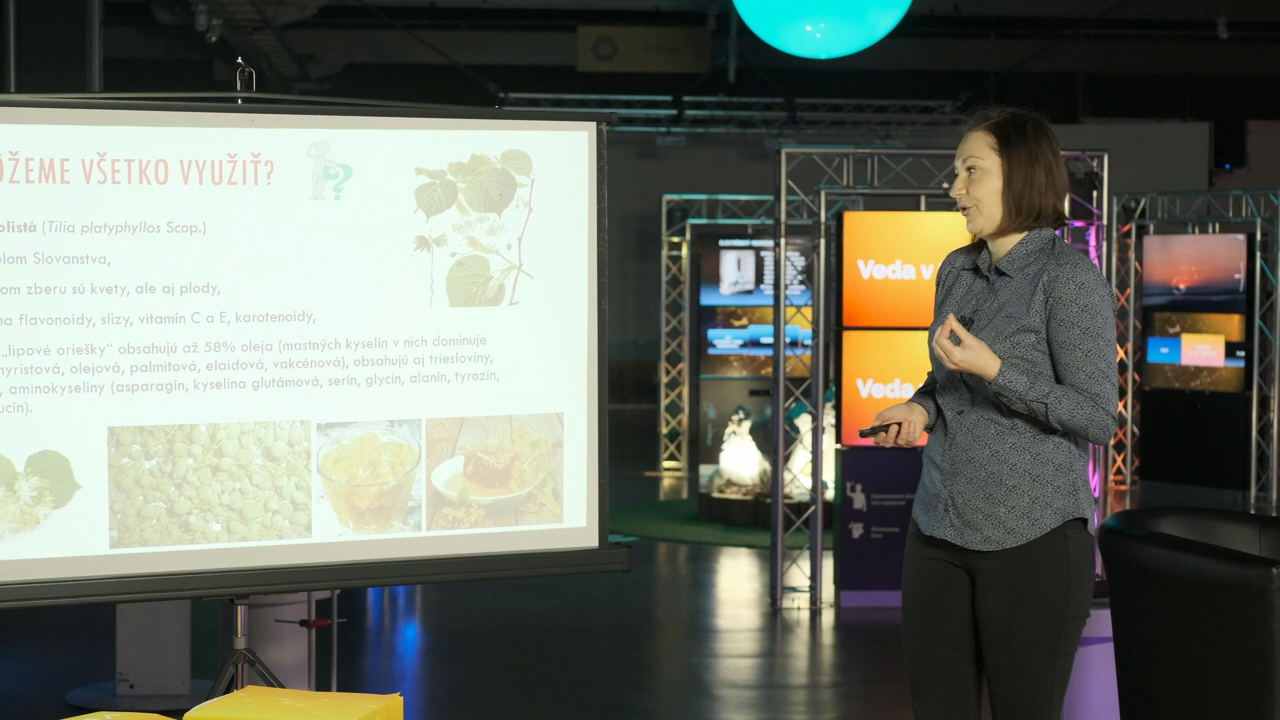 ÔŽEME VŠETKO VYUŽIŤ?
olistá (Tilia platyphyllos Scop.)
olom Slovanstva,
om zberu sú kvety, ale aj plody,
na flavonoidy, slizy, vitamín C a E, karotenoidy,
„lipové oriešky“ obsahujú až 58% oleja (mastných kyselín v nich dominuje
nyristová, olejová, palmitová, elaidová, vakcénová), obsahujú aj triesloviny,
, aminokyseliny (asparagín, kyselina glutámová, serín, glycín, alanín, tyrozín,
ucín).
Veda v
Veda